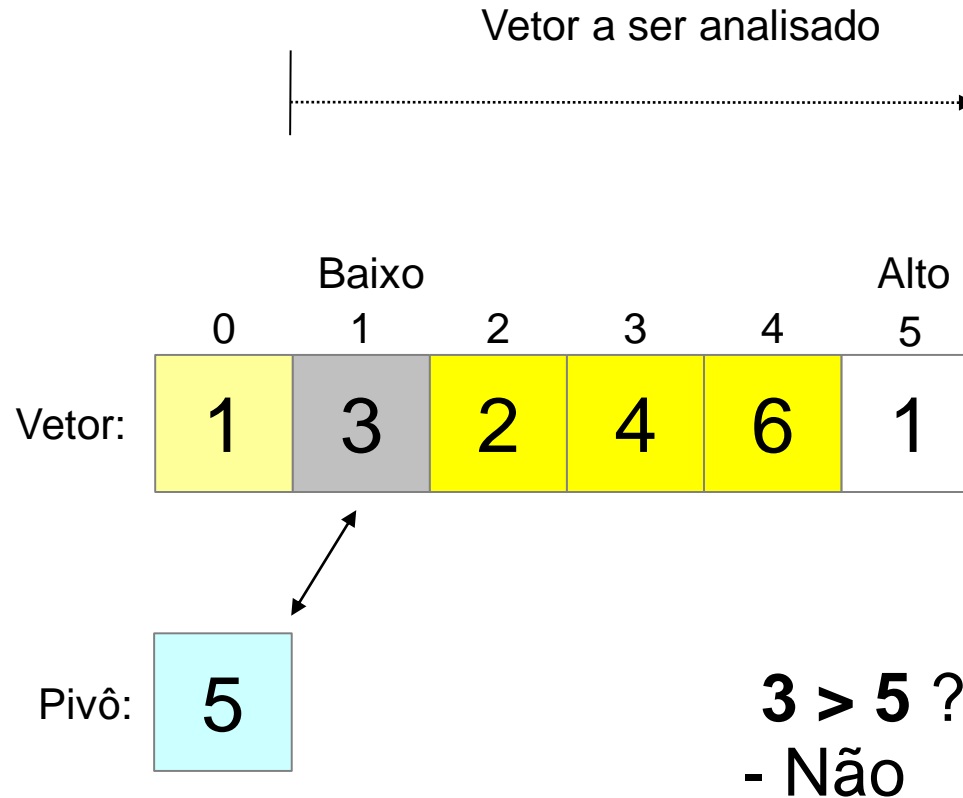 Vetor a ser analisado
Baixo Alto
0 1 2 3 4 5
Vetor: 1 3 2 4 6 1
Pivô: 5
3 > 5 ?
- Não